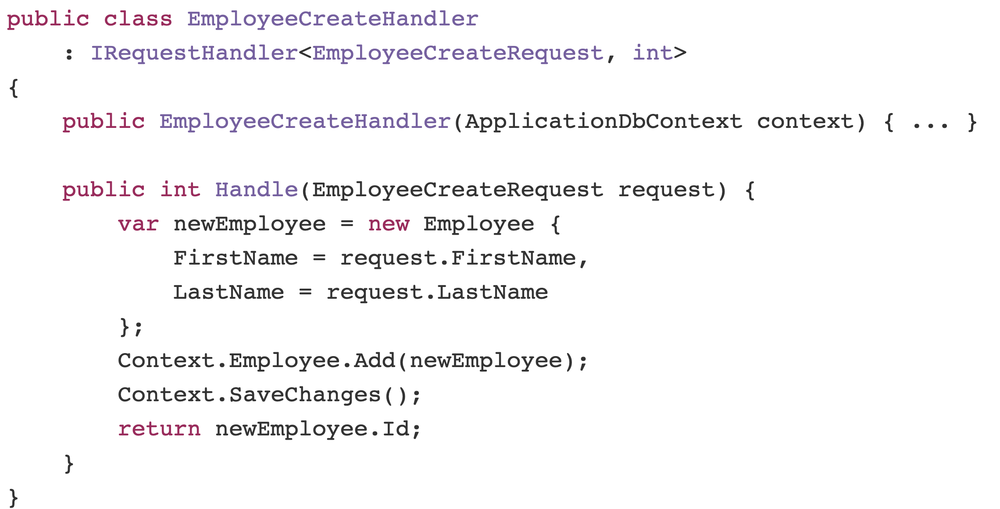 public class EmployeeCreateHandler
    : IRequestHandler<EmployeeCreateRequest, int>
{
    public EmployeeCreateHandler(ApplicationDbContext context) { ... }

    public int Handle(EmployeeCreateRequest request) {
        var newEmployee = new Employee {
            FirstName = request.FirstName,
            LastName = request.LastName
        };
        Context.Employee.Add(newEmployee);
        Context.SaveChanges();
        return newEmployee.Id;
    }
}